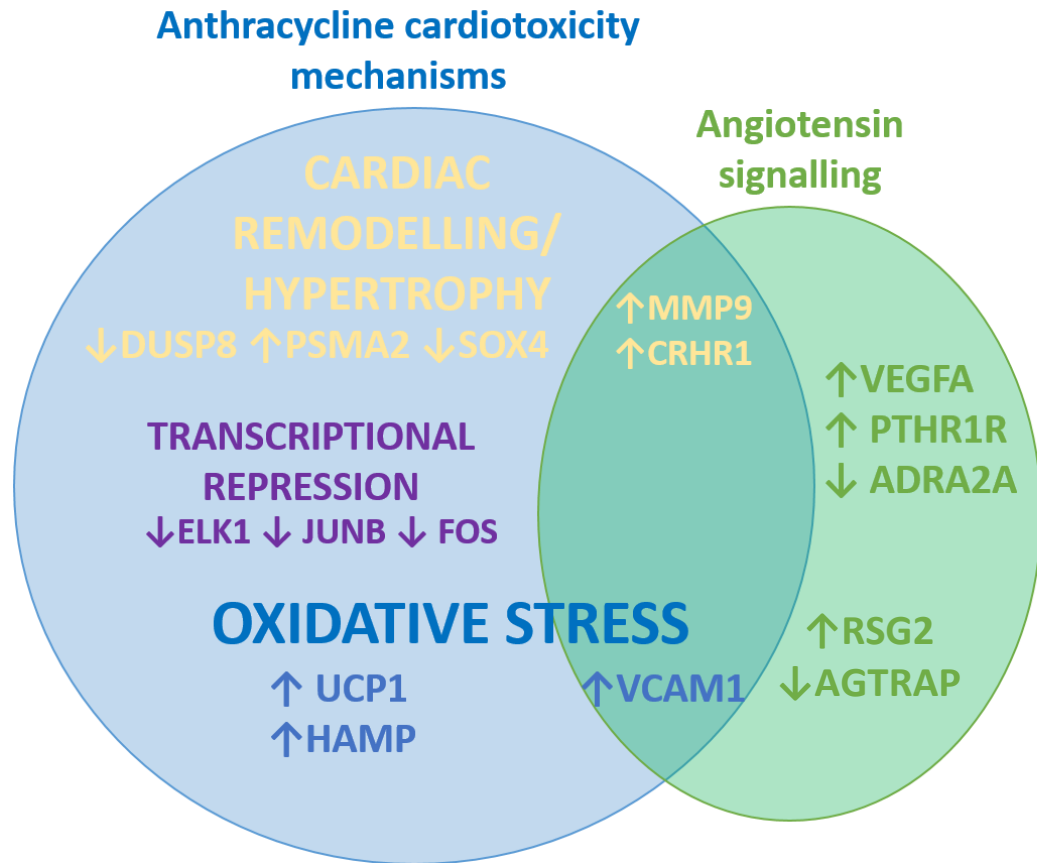 Anthracycline cardiotoxicity
mechanisms
Angiotensin
signalling
CARDIAC
REMODELLING/
HYPERTROPHY
↓DUSP8 ↑PSMA2 ↓SOX4
↑MMP9
↑CRHR1
↑VEGFA
↑ PTHR1R
↓ ADRA2A
TRANSCRIPTIONAL
REPRESSION
↓ELK1 ↓ JUNB ↓ FOS
OXIDATIVE STRESS
↑ UCP1
↑HAMP
↑VCAM1
↑RSG2
↓AGTRAP